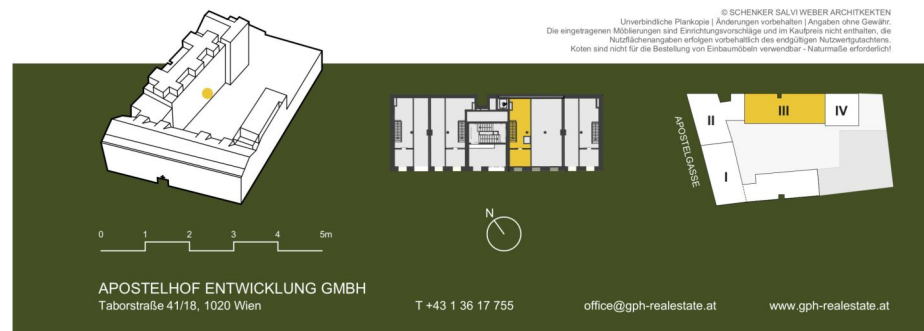 © SCHENKER SALVI WEBER ARCHITKEKTEN
Unverbindliche Plankopie | Änderungen vorbehalten | Angaben ohne Gewähr.
Die eingetragenen Möblierungen sind Einrichtungsvorschläge und im Kaufpreis nicht enthalten, die
Nutzflächenangaben erfolgen vorbehaltlich des endgültigen Nutzwertgutachtens.
Koten sind nicht für die Bestellung von Einbaumöbeln verwendbar - Naturmaße erforderlich!
II
III
IV
APOSTELGASSE
I
N
0 1 2 3 4 5m
APOSTELHOF ENTWICKLUNG GMBH
Taborstraße 41/18, 1020 Wien
T +43 1 36 17 755
office@gph-realestate.at
www.gph-realestate.at